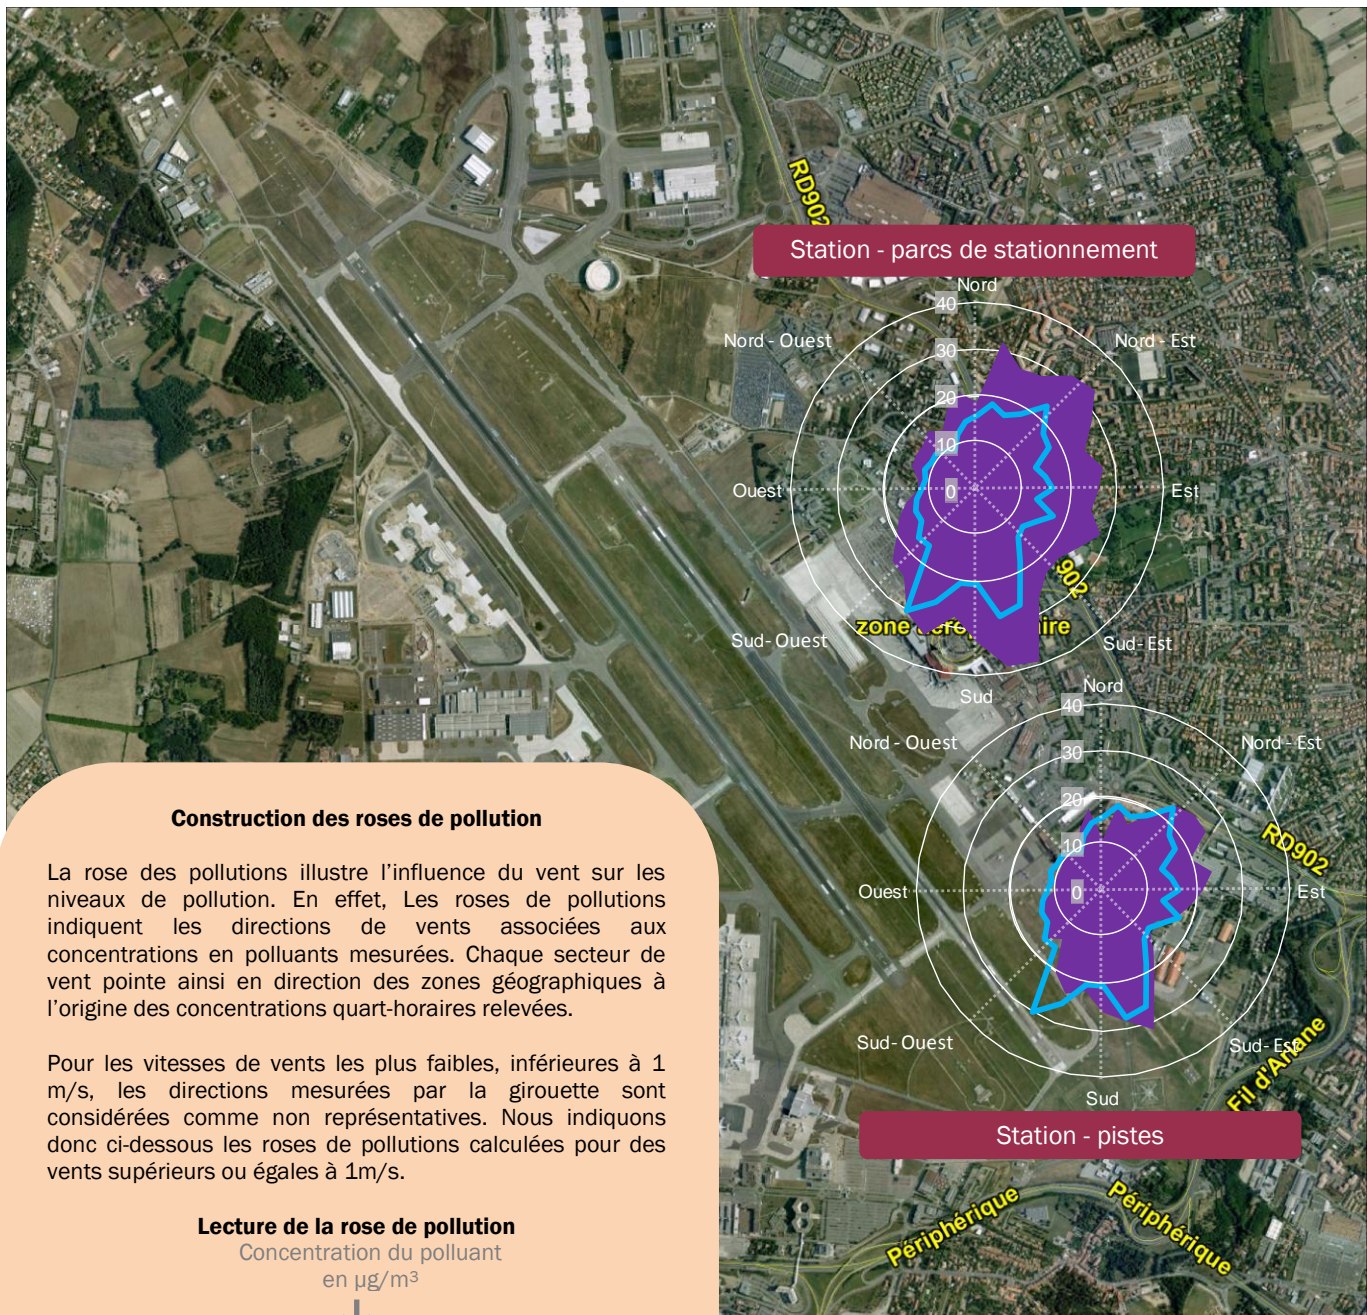 RD902
Station - parcs de stationnement
Nord
40
Nord - Ouest
30
Nord - Est
20
10
Ouest
0
Est
902
zone
ire
Sud- Ouest
Sud- Est
Sud
Nord
40
Nord - Ouest
30
Nord - Est
20
10
RD902
Ouest
0
Est
Sud- Ouest
Sud- Est
Fil d'Ariane
Sud
Station - pistes
Périphérique
Périphérique
Construction des roses de pollution
La rose des pollutions illustre l’influence du vent sur les
niveaux de pollution. En effet, Les roses de pollutions
indiquent les directions de vents associées aux
concentrations en polluants mesurées. Chaque secteur de
vent pointe ainsi en direction des zones géographiques à
l’origine des concentrations quart-horaires relevées.
Pour les vitesses de vents les plus faibles, inférieures à 1
m/s, les directions mesurées par la girouette sont
considérées comme non représentatives. Nous indiquons
donc ci-dessous les roses de pollutions calculées pour des
vents supérieurs ou égales à 1m/s.
Lecture de la rose de pollution
Concentration du polluant
en µg/m³